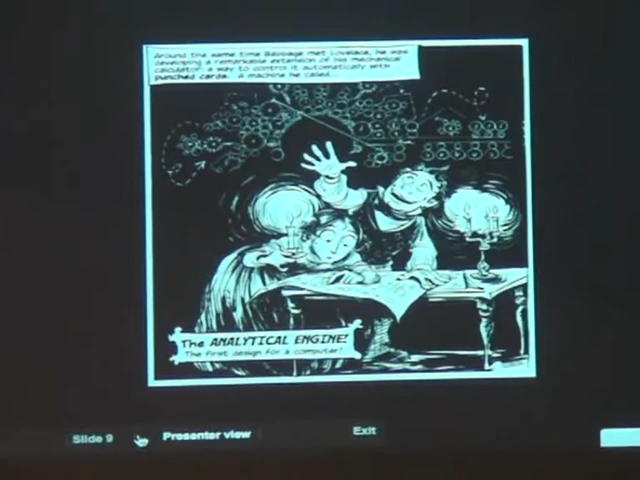 Around the same time Babbage met Lovelace, he was
developing a remarkable extension of his mechanical
calculator: a way to control it automatically with
punched cards. A machine he called...
The ANALYTICAL ENGINE!
The first design for a computer!
Slide 9
Presenter view
Exit